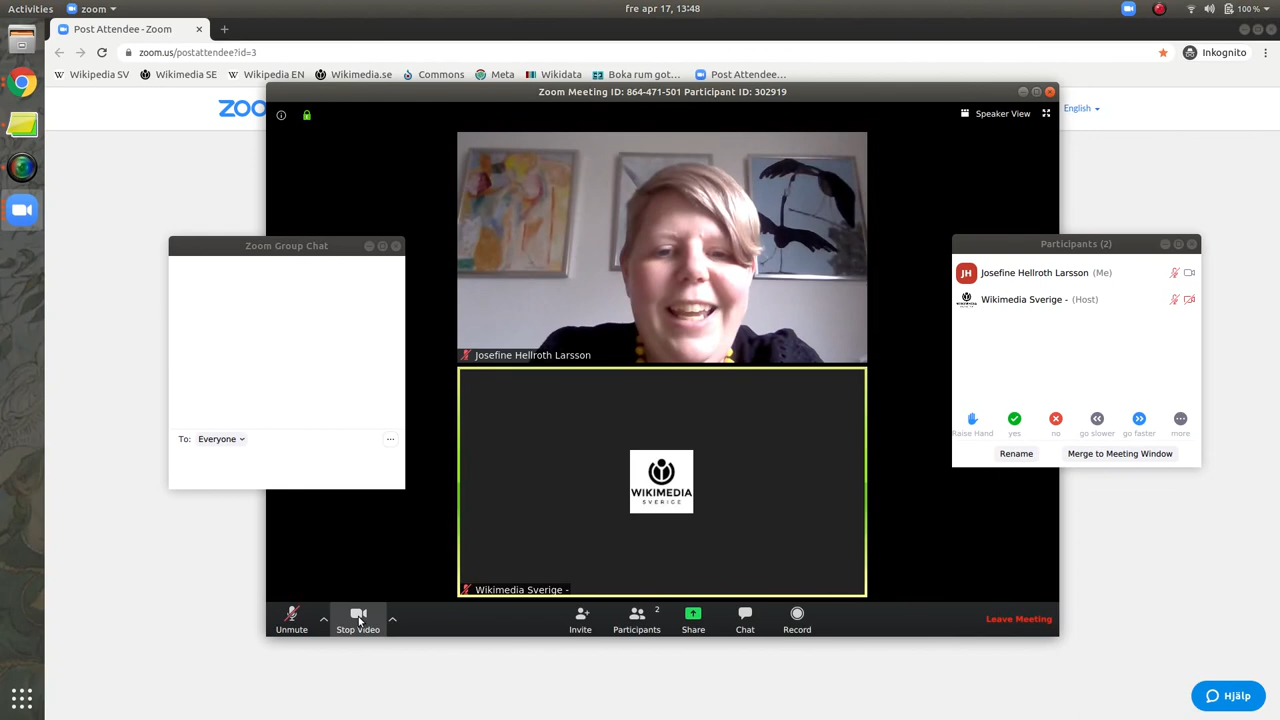 Activities
zoom
fre apr 17, 13:48
100 %
Post Attendee - Zoom
zoom.us/postattendee?id=3
Inkognito
Wikipedia SV
Wikimedia SE
Wikipedia EN
Wikimedia.se
Commons
Meta
Wikidata
Boka rum got...
Post Attendee...
Zoom Meeting ID: 864-471-501 Participant ID: 302919
English
Speaker View
Zoom Group Chat
To: Everyone
Josefine Hellroth Larsson
WIKIMEDIA
SVERIGE
Wikimedia Sverige -
Participants (2)
JH
Josefine Hellroth Larsson (Me)
Wikimedia Sverige - (Host)
Raise Hand
yes
no
go slower
go faster
more
Rename
Merge to Meeting Window
Unmute
Stop Video
Invite
2
Participants
Share
Chat
Record
Leave Meeting
Hjälp